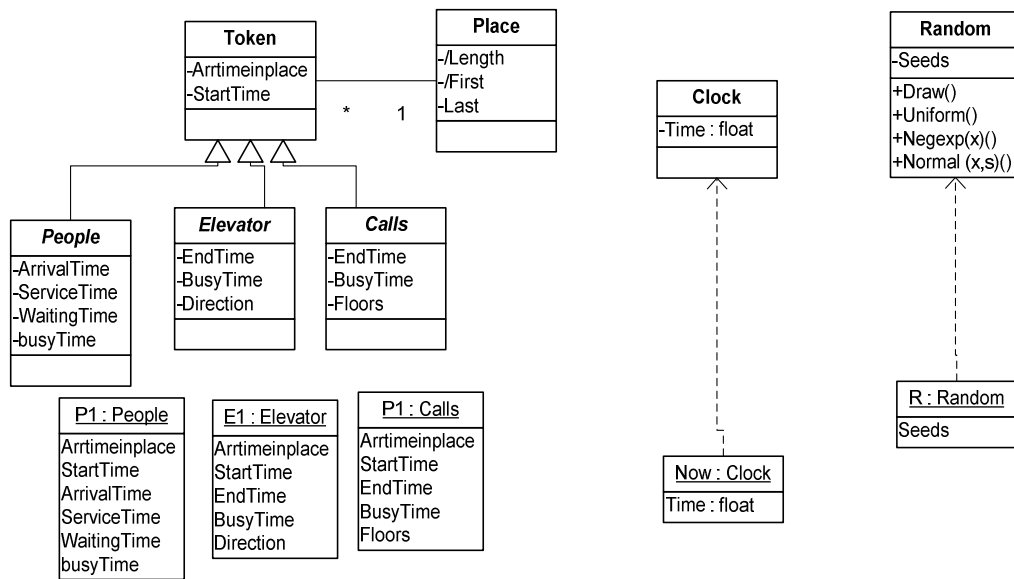 Token
-Arrtimeinplace
-StartTime
Place
-/Length
-/First
-Last
*
1
Clock
-Time : float
Random
-Seeds
+Draw()
+Uniform()
+Negexp(x)()
+Normal (x,s)()
People
-ArrivalTime
-ServiceTime
-WaitingTime
-busyTime
Elevator
-EndTime
-BusyTime
-Direction
Calls
-EndTime
-BusyTime
-Floors
P1 : People
Arrtimeinplace
StartTime
ArrivalTime
ServiceTime
WaitingTime
busyTime
E1 : Elevator
Arrtimeinplace
StartTime
EndTime
BusyTime
Direction
P1 : Calls
Arrtimeinplace
StartTime
EndTime
BusyTime
Floors
Now : Clock
Time : float
R : Random
Seeds